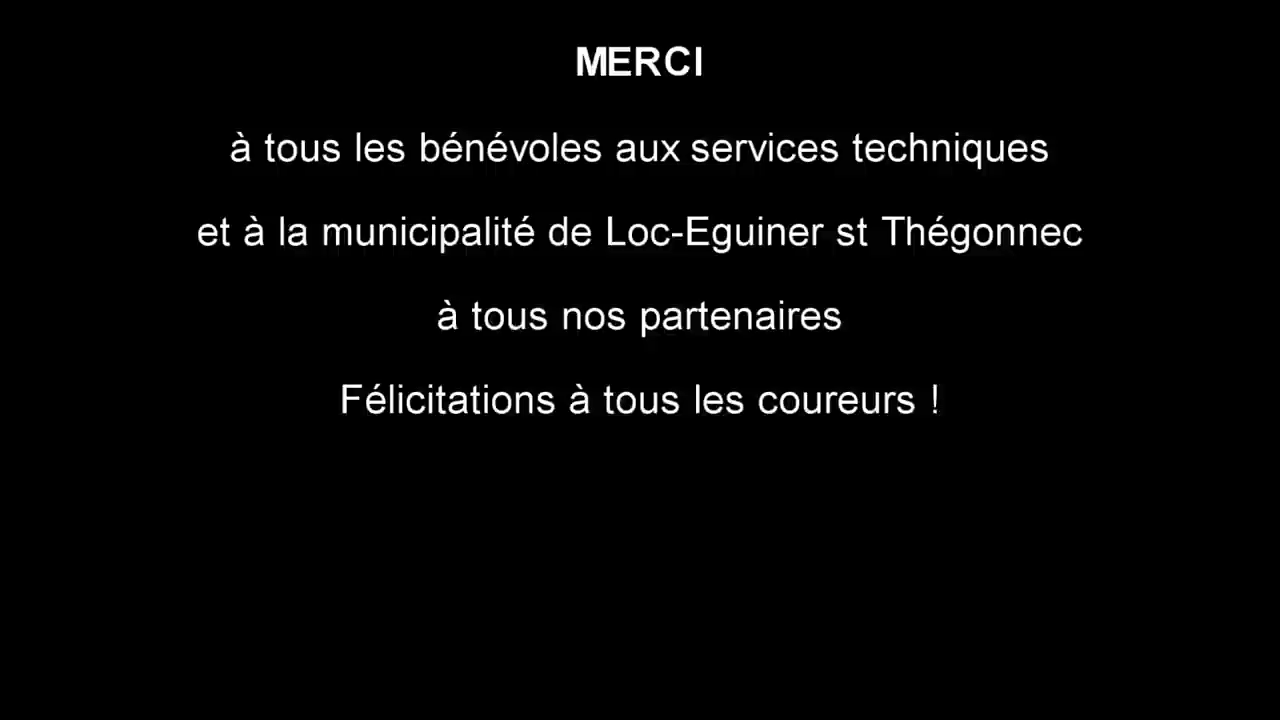 MERCI
à tous les bénévoles aux services techniques
et à la municipalité de Loc-Eguiner st Thégonnec
à tous nos partenaires
Félicitations à tous les coureurs !